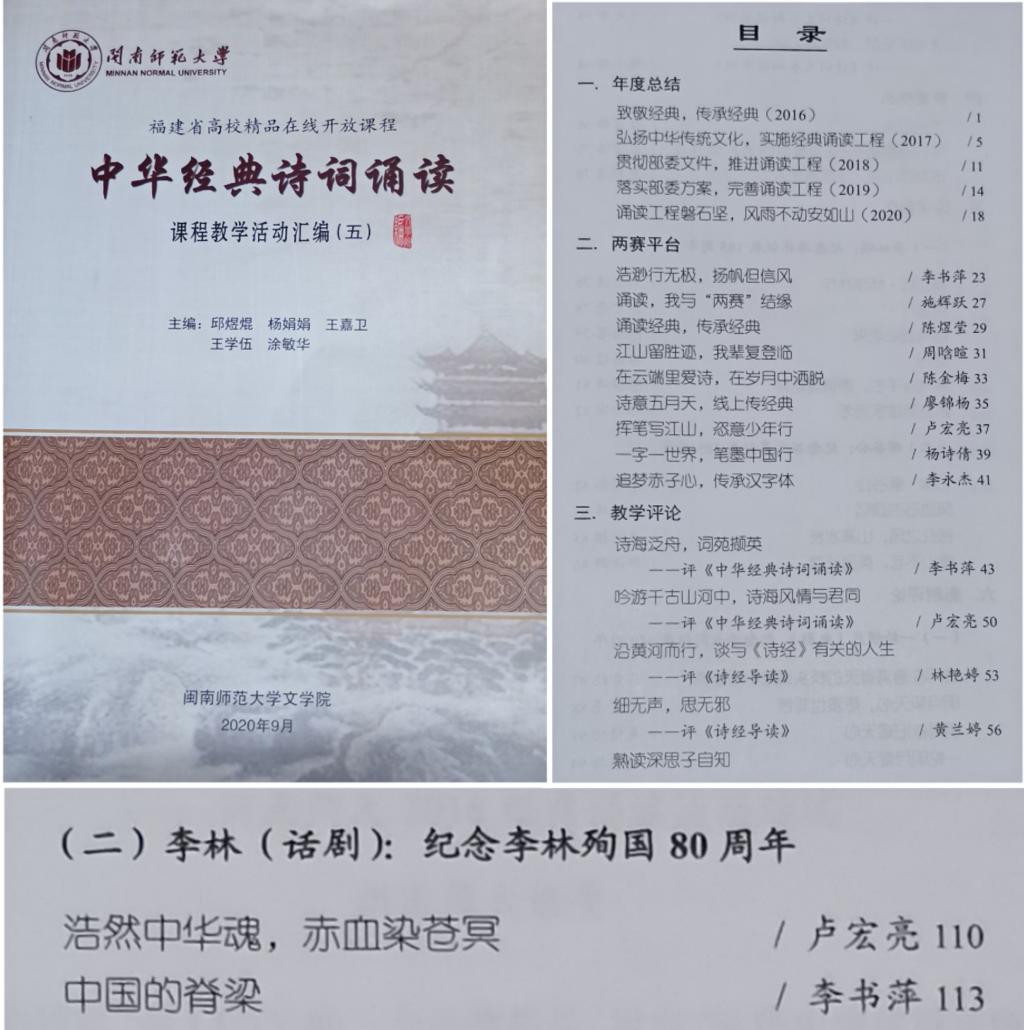 闽南师范大学
MINNAN NORMAL UNIVERSITY
福建省高校精品在线开放课程
中华经典诗词诵读
课程教学活动汇编(五)
主编:邱煜焜 杨娟娟 王嘉卫
王学伍 涂敏华
闽南师范大学文学院
2020年9月
目 录
一. 年度总结
致敬经典,传承经典(2016) / 1
弘扬中华传统文化,实施经典诵读工程(2017) / 5
贯彻部委文件,推进诵读工程(2018) / 11
落实部委方案,完善诵读工程(2019) / 14
诵读工程磐石坚,风雨不动安如山(2020) / 18
二. 两赛平台
浩渺行无极,扬帆但信风 / 李书萍 23
诵读,我与“两赛”结缘 / 施辉跃 27
诵读经典,传承经典 / 陈煜莹 29
江山留胜迹,我辈复登临 / 周晗暄 31
在云端里爱诗,在岁月中洒脱 / 陈金梅 33
诗意五月天,线上传经典 / 廖锦杨 35
挥笔写江山,恣意少年行 / 卢宏亮 37
一字一世界,笔墨中国行 / 杨诗倩 39
追梦赤子心,传承汉字体 / 李永杰 41
三. 教学评论
诗海泛舟,词苑撷英
——评《中华经典诗词诵读》 / 李书萍 43
吟游千古山河中,诗海风情与君同
——评《中华经典诗词诵读》 / 卢宏亮 50
沿黄河而行,谈与《诗经》有关的人生
——评《诗经导读》 / 林艳婷 53
细无声,思无邪
——评《诗经导读》 / 黄兰婷 56
熟读深思子自知
(二)李林(话剧):纪念李林殉国 80 周年
浩然中华魂,赤血染苍冥 / 卢宏亮 110
中国的脊梁 / 李书萍 113